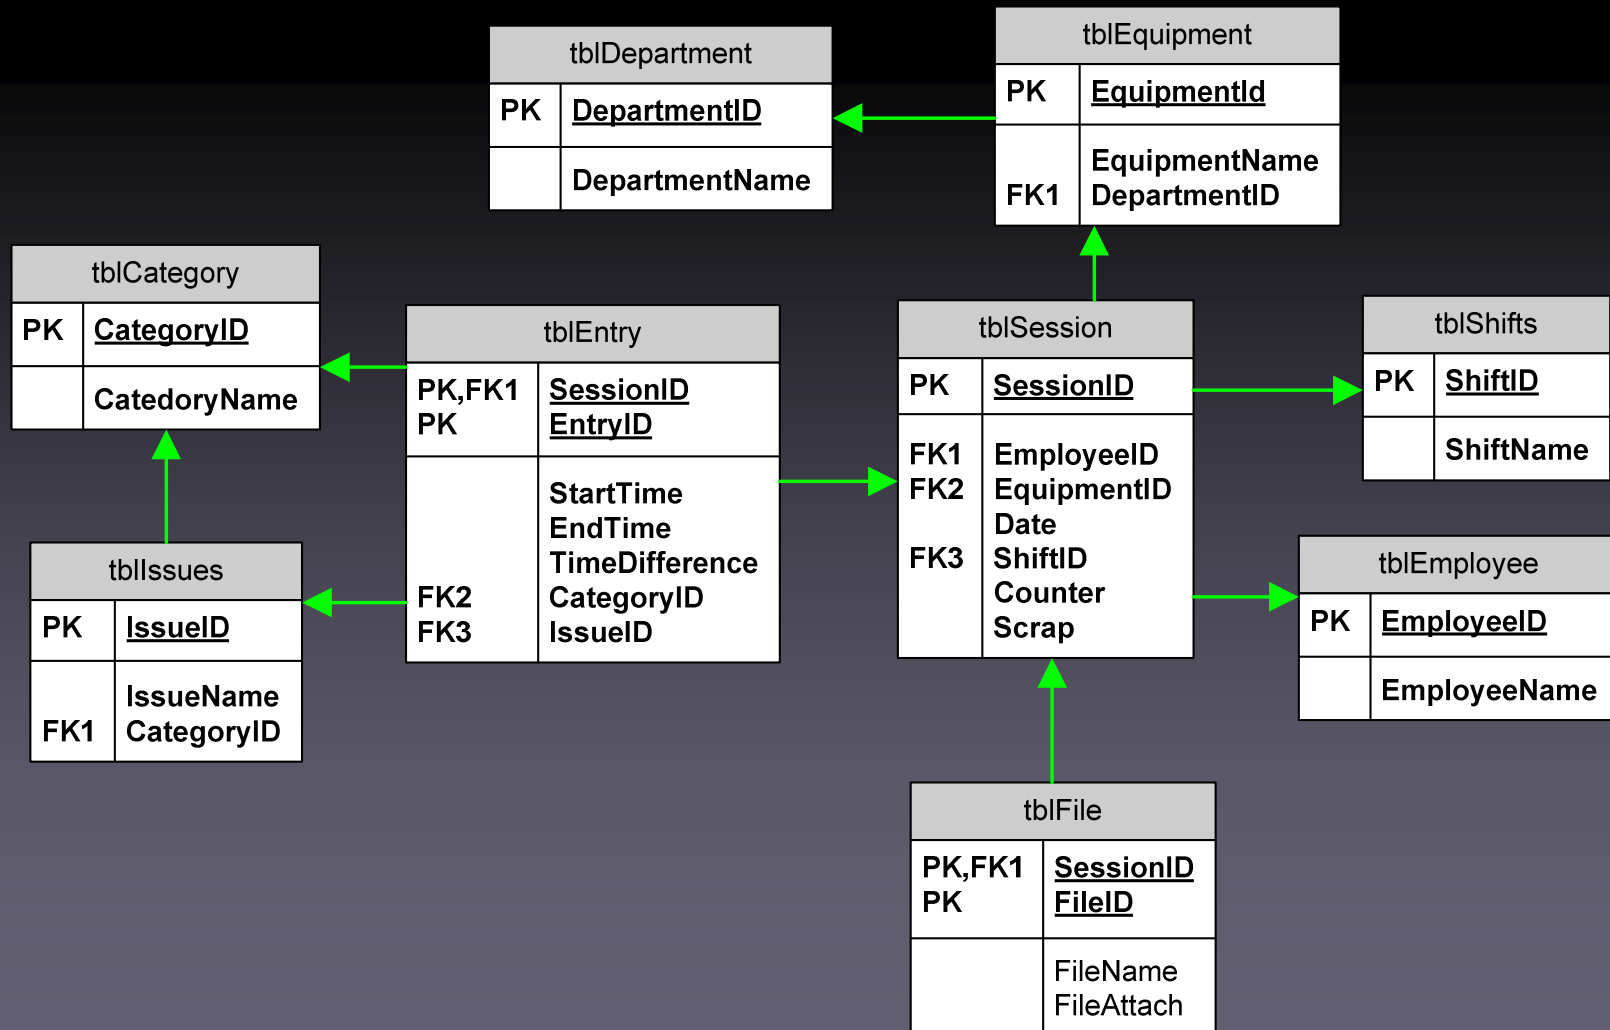 tblDepartment
PK DepartmentID
DepartmentName
tblEquipment
PK EquipmentId
EquipmentName
FK1 DepartmentID
tblCategory
PK CategoryID
CatedoryName
tblEntry
PK,FK1 SessionID
PK EntryID
StartTime
EndTime
TimeDifference
FK2 CategoryID
FK3 IssueID
tblSession
PK SessionID
FK1 EmployeeID
FK2 EquipmentID
Date
FK3 ShiftID
Counter
Scrap
tblShifts
PK ShiftID
ShiftName
tblIssues
PK IssueID
IssueName
FK1 CategoryID
tblEmployee
PK EmployeeID
EmployeeName
tblFile
PK,FK1 SessionID
PK FileID
FileName
FileAttach